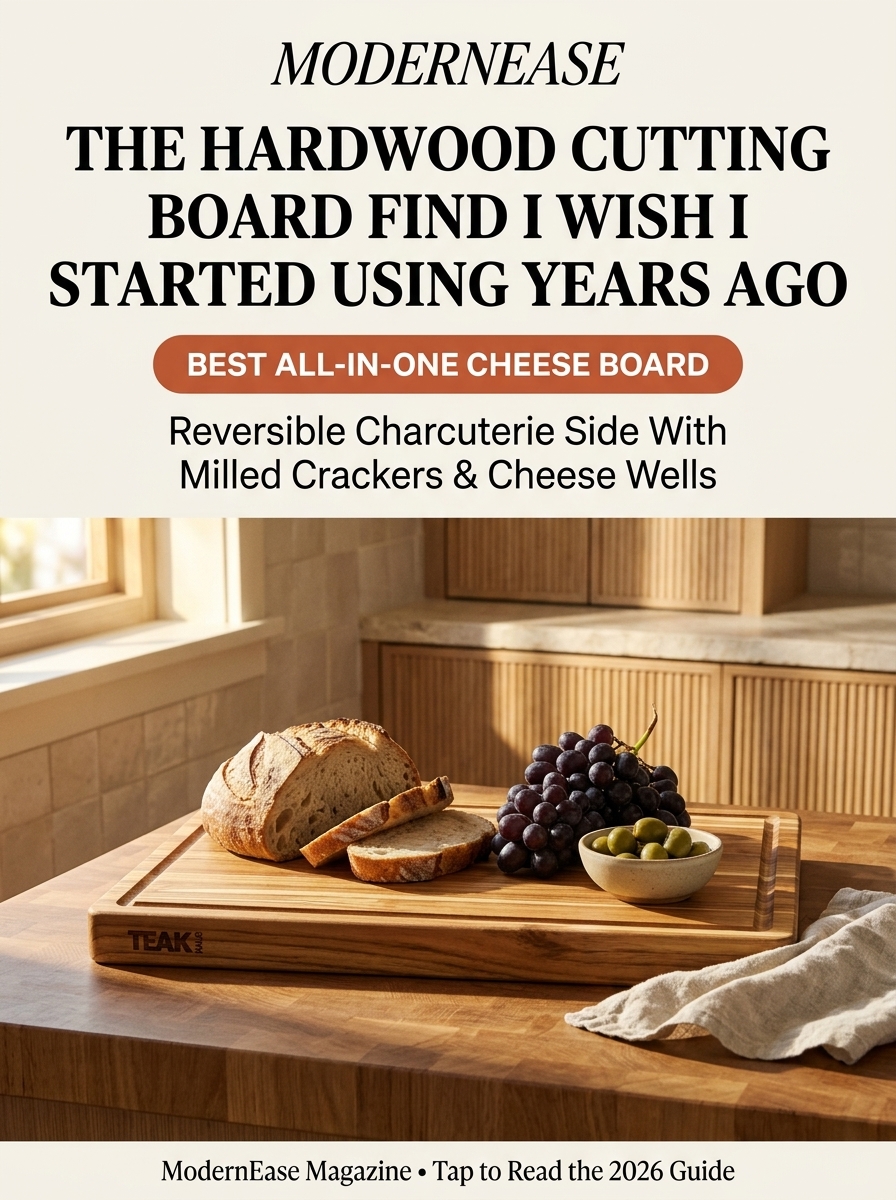 MODERNEASE
THE HARDWOOD CUTTING
BOARD FIND I WISH I
STARTED USING YEARS AGO
BEST ALL-IN-ONE CHEESE BOARD
Reversible Charcuterie Side With
Milled Crackers & Cheese Wells
TEAK
ModernEase Magazine • Tap to Read the 2026 Guide